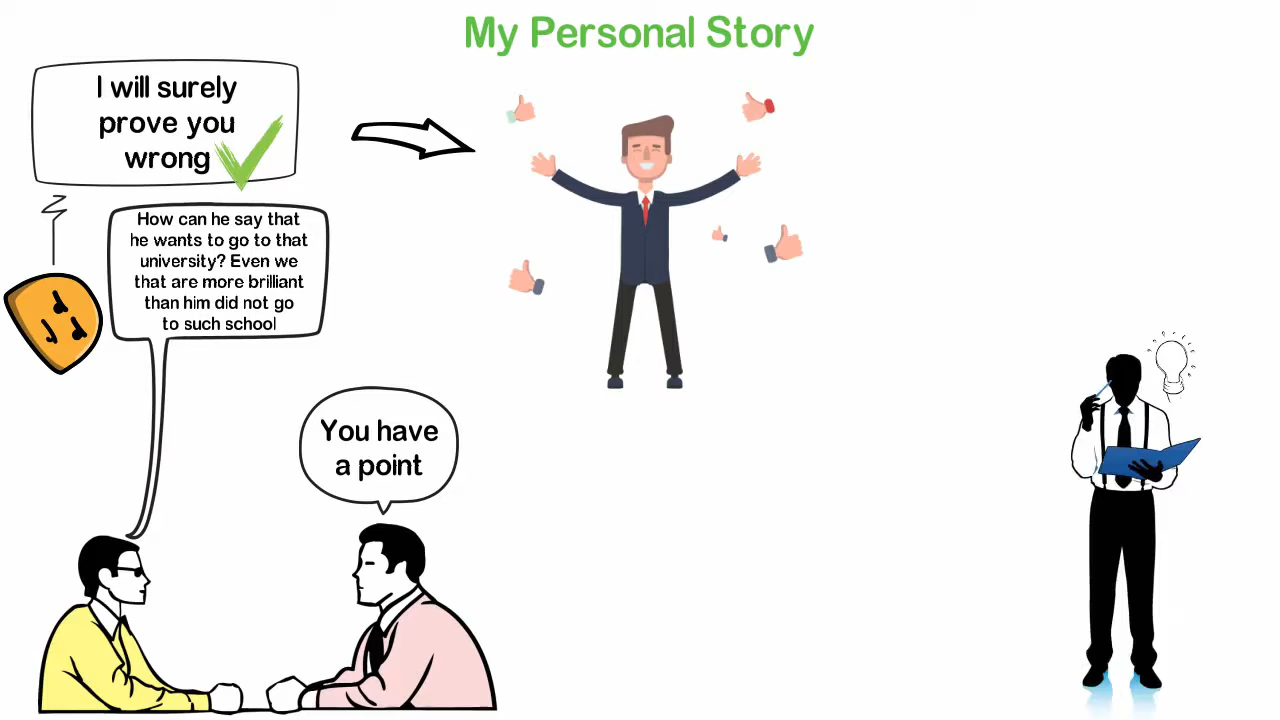 My Personal Story
I will surely
prove you
wrong
How can he say that
he wants to go to that
university? Even we
that are more brilliant
than him did not go
to such school
You have
a point